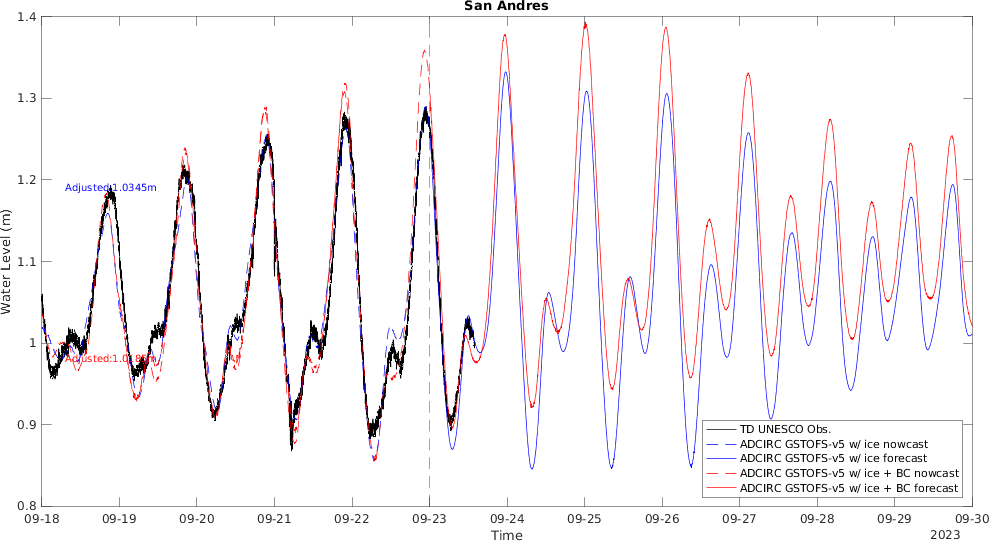 San Andres
1.4
1.3
1.2
1.1
1
0.9
0.8
Water Level (m)
Adjusted:1.0345m
TD UNESCO Obs.
ADCIRC GSTOFS-v5 w/ ice nowcast
ADCIRC GSTOFS-v5 w/ ice forecast
ADCIRC GSTOFS-v5 w/ ice + BC nowcast
ADCIRC GSTOFS-v5 w/ ice + BC forecast
09-18 09-19 09-20 09-21 09-22 09-23 09-24 09-25 09-26 09-27 09-28 09-29 09-30
Time
2023